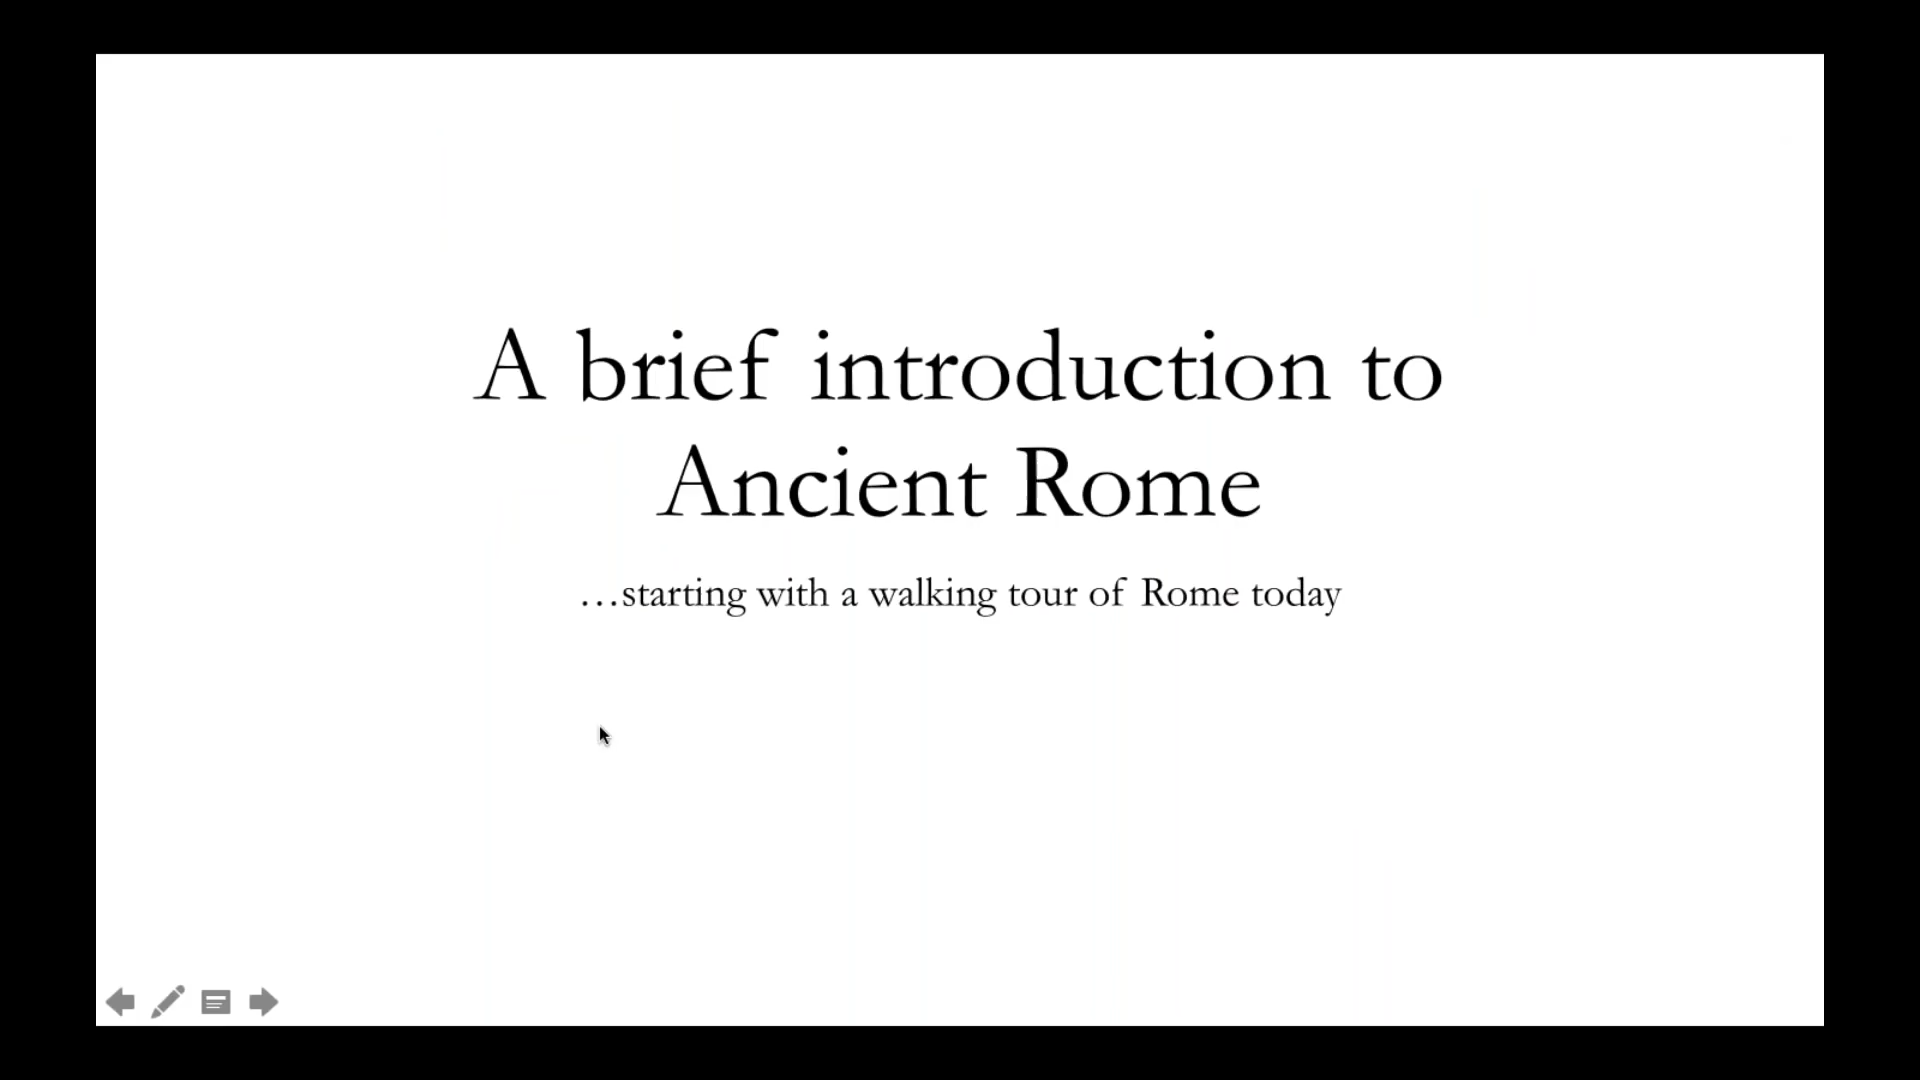 A brief introduction to
Ancient Rome
…starting with a walking tour of Rome today